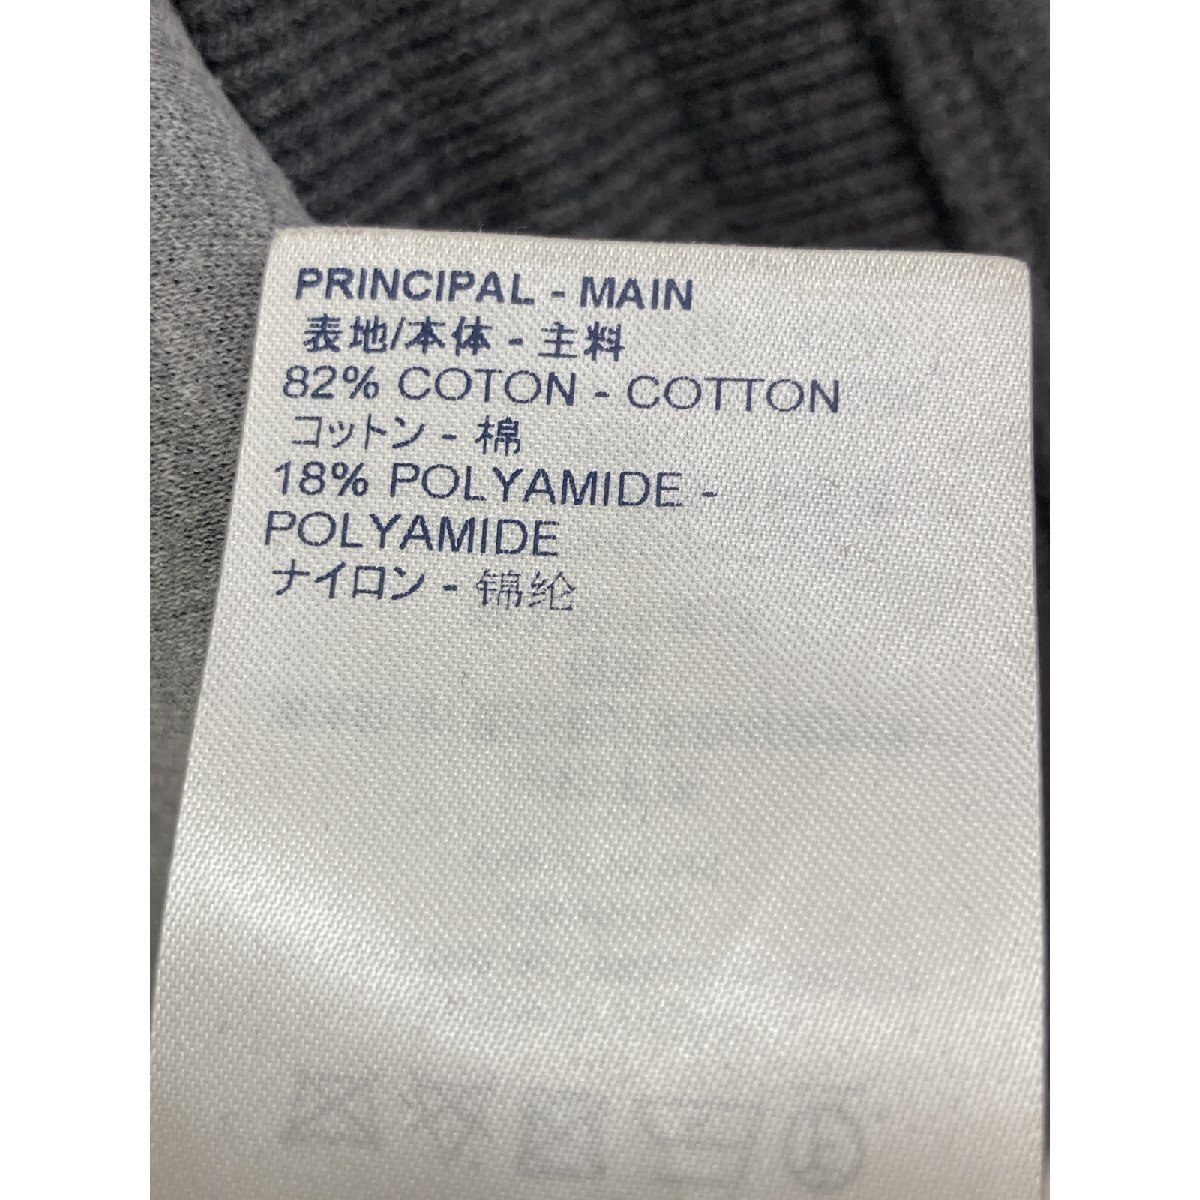 PRINCIPAL - MAIN
表地/本体 - 主料
82% COTON - COTTON
コットン - 棉
18% POLYAMIDE -
POLYAMIDE
ナイロン - 锦纶